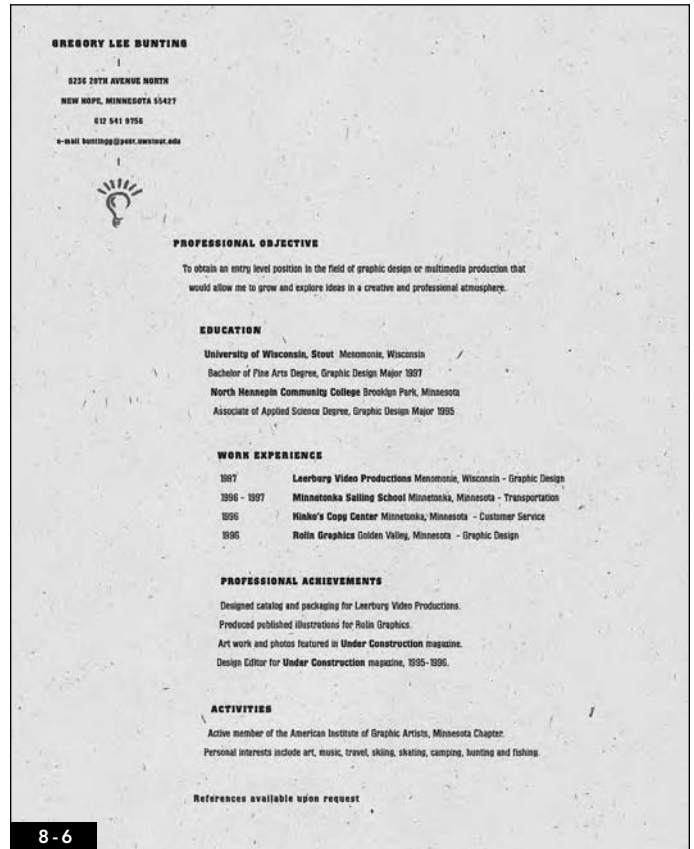 GREGORY LEE BUNTING
8236 29TH AVENUE NORTH
NEW HOPE, MINNESOTA 55427
612 541 9756
e-mail buntingg@post.uwstout.edu
PROFESSIONAL OBJECTIVE
To obtain an entry level position in the field of graphic design or multimedia production that
would allow me to grow and explore ideas in a creative and professional atmosphere.
EDUCATION
University of Wisconsin, Stout Menomonie, Wisconsin
Bachelor of Fine Arts Degree, Graphic Design Major 1997
North Hennepin Community College Brooklyn Park, Minnesota
Associate of Applied Science Degree, Graphic Design Major 1995
WORK EXPERIENCE
1997 Leerburg Video Productions Menomonie, Wisconsin - Graphic Design
1996 - 1997 Minnetonka Sailing School Minnetonka, Minnesota - Transportation
1996 Kinko's Copy Center Minnetonka, Minnesota - Customer Service
1996 Rolin Graphics Golden Valley, Minnesota - Graphic Design
PROFESSIONAL ACHIEVEMENTS
Designed catalog and packaging for Leerburg Video Productions.
Produced published illustrations for Rolin Graphics.
Art work and photos featured in Under Construction magazine.
Design Editor for Under Construction magazine, 1995-1996.
ACTIVITIES
Active member of the American Institute of Graphic Artists, Minnesota Chapter.
Personal interests include art, music, travel, skiing, skating, camping, hunting and fishing.
References available upon request
8-6